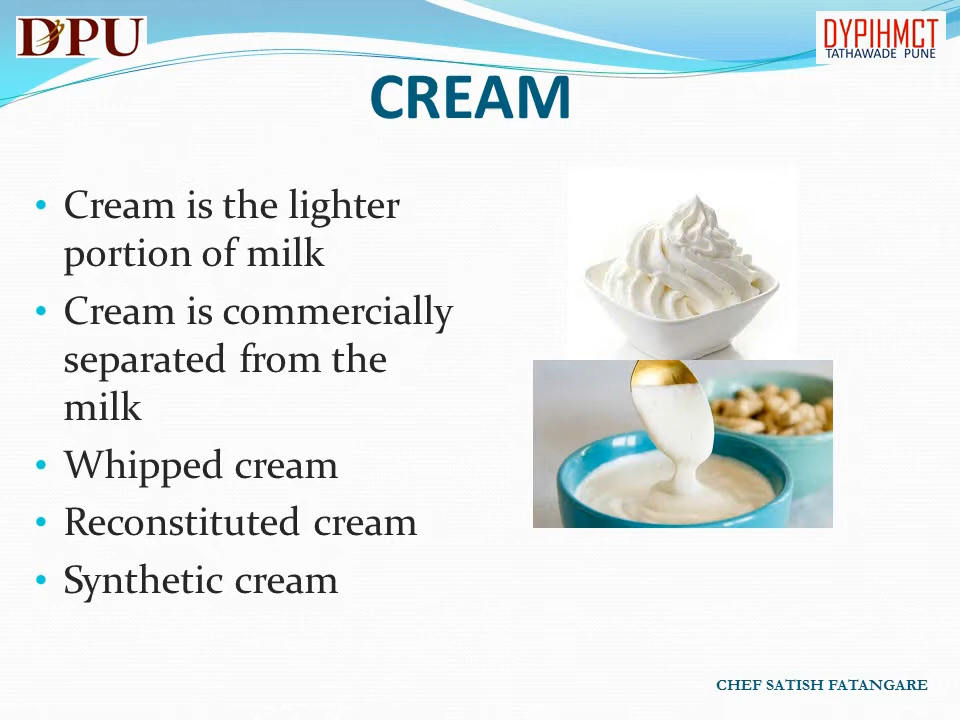 DPU
DYPIHMCT
TATHAWADE PUNE
CREAM
• Cream is the lighter
portion of milk
• Cream is commercially
separated from the
milk
• Whipped cream
• Reconstituted cream
• Synthetic cream
CHEF SATISH FATANGARE